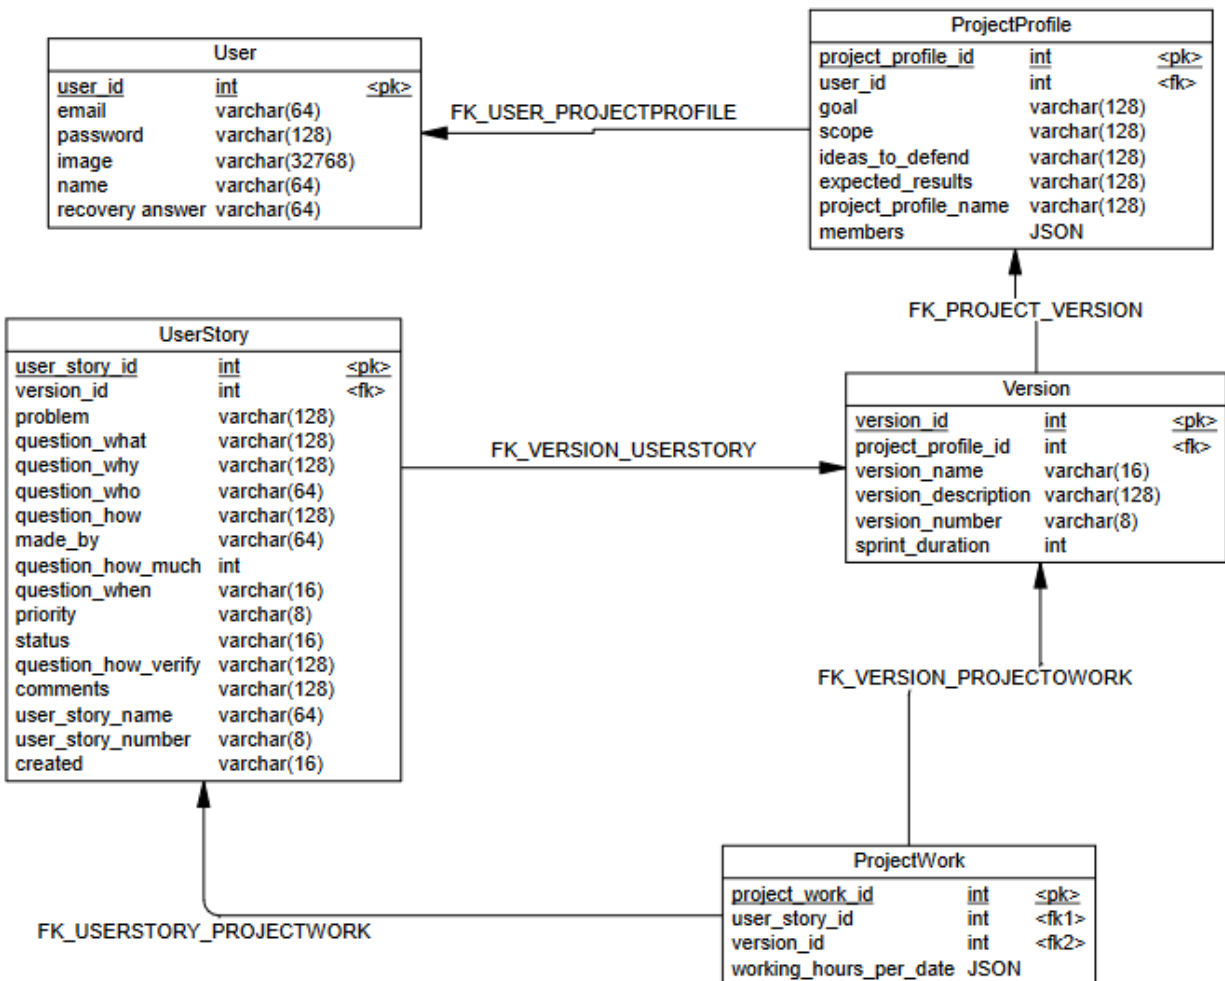 User
user_id int <pk>
email varchar(64)
password varchar(128)
image varchar(32768)
name varchar(64)
recovery answer varchar(64)
FK_USER_PROJECTPROFILE
ProjectProfile
project_profile_id int <pk>
user_id int <fk>
goal varchar(128)
scope varchar(128)
ideas_to_defend varchar(128)
expected_results varchar(128)
project_profile_name varchar(128)
members JSON
FK_PROJECT_VERSION
UserStory
user_story_id int <pk>
version_id int <fk>
problem varchar(128)
question_what varchar(128)
question_why varchar(128)
question_who varchar(64)
question_how varchar(128)
made_by varchar(64)
question_how_much int
question_when varchar(16)
priority varchar(8)
status varchar(16)
question_how_verify varchar(128)
comments varchar(128)
user_story_name varchar(64)
user_story_number varchar(8)
created varchar(16)
FK_VERSION_USERSTORY
Version
version_id int <pk>
project_profile_id int <fk>
version_name varchar(16)
version_description varchar(128)
version_number varchar(8)
sprint_duration int
FK_VERSION_PROJECTOWORK
FK_USERSTORY_PROJECTWORK
ProjectWork
project_work_id int <pk>
user_story_id int <fk1>
version_id int <fk2>
working_hours_per_date JSON